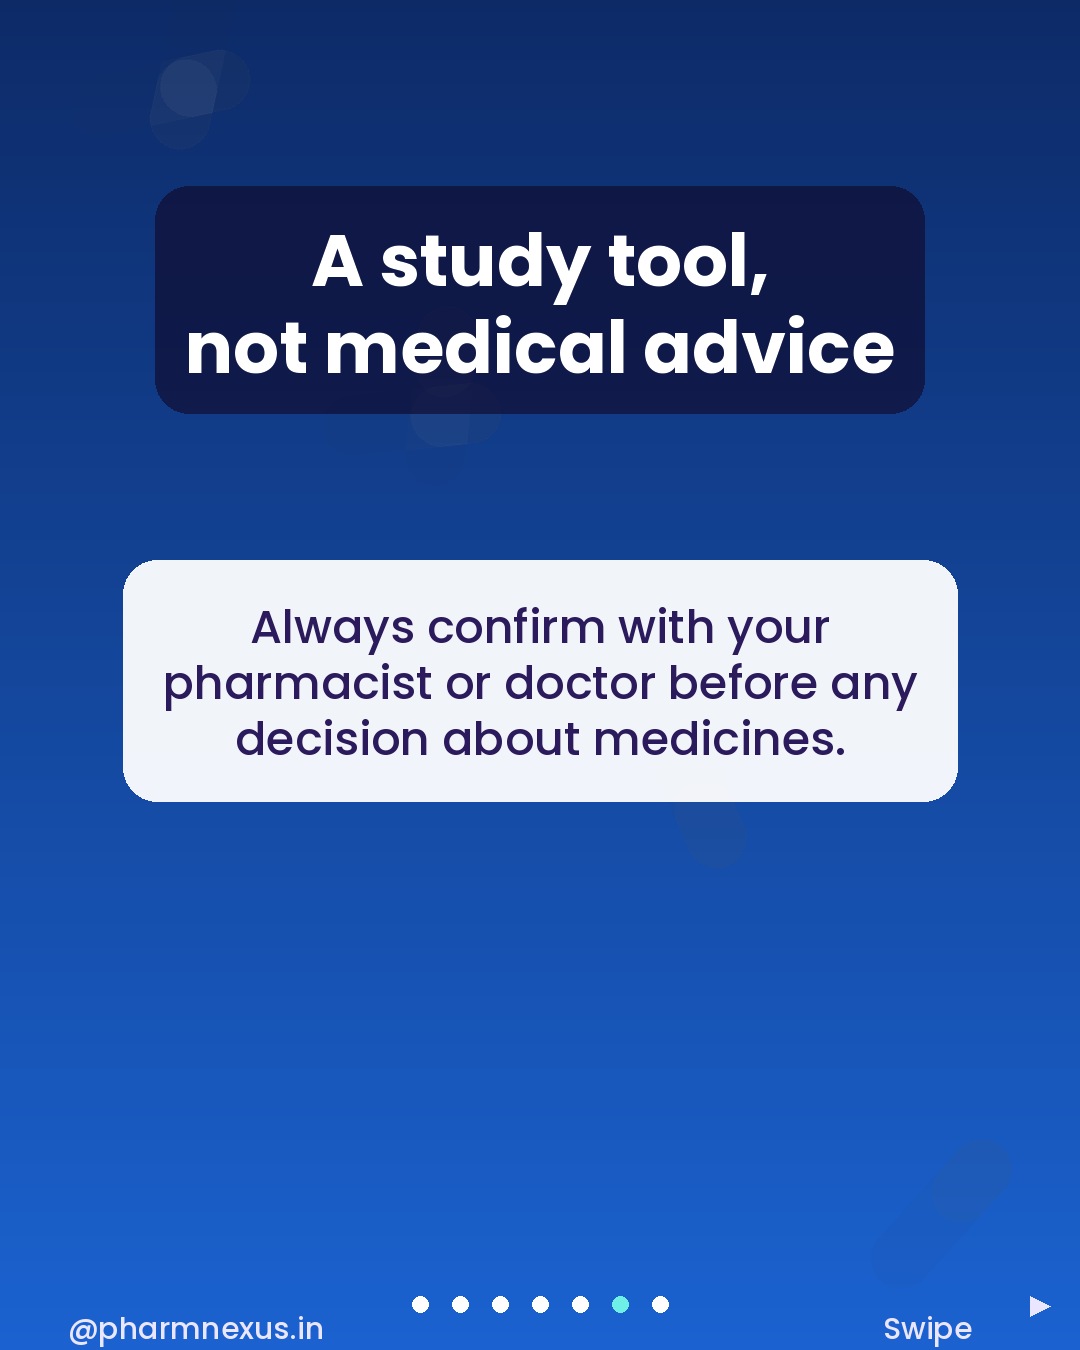 A study tool,
not medical advice
Always confirm with your
pharmacist or doctor before any
decision about medicines.
@pharmnexus.in
Swipe